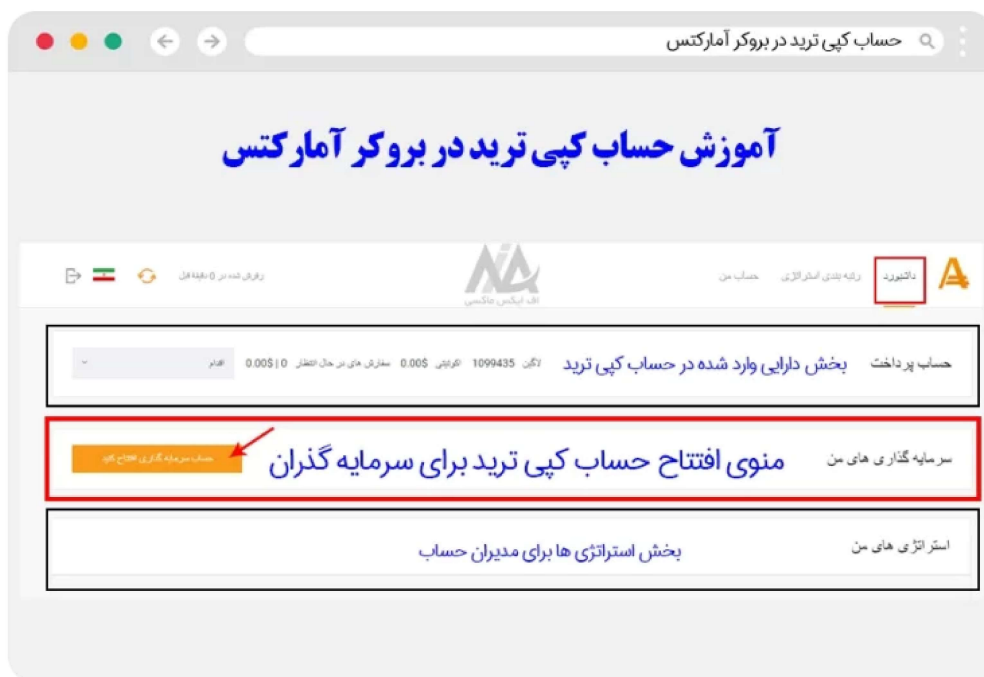 حساب کپی ترید در بروکر آمارکتس
آموزش حساب کپی ترید در بروکر آمارکتس
داشبورد رتبه بندی استراتژی حساب من
اف ایکس ماکسی
رفرش شده در 0 دقیقه قبل
حساب پرداخت بخش دارایی وارد شده در حساب کپی ترید لاگین 1099435 اکوئیتی $0.00 سفارش های در حال انتظار 0 | $0.00 اقدام
سرمایه گذاری های من منوی افتتاح حساب کپی ترید برای سرمایه گذران حساب سرمایه گذاری افتتاح کنید
استراتژی های من بخش استراتژی ها برای مدیران حساب